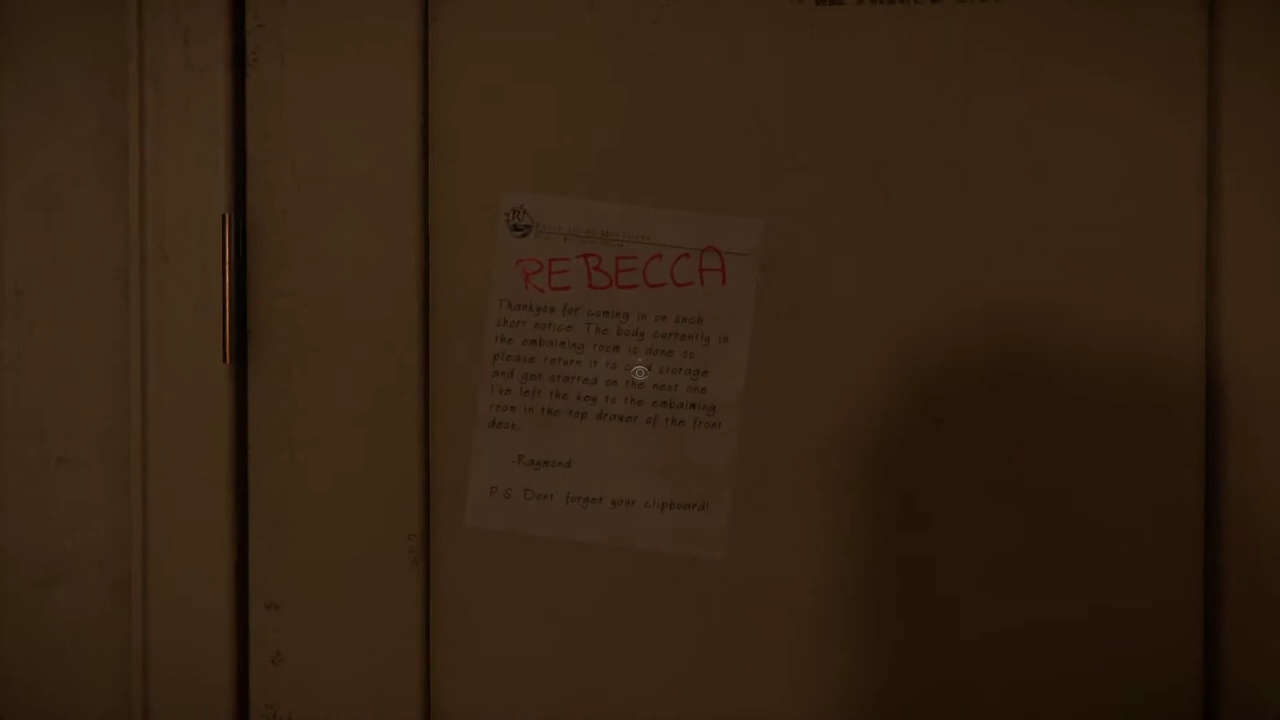 REBECCA
Thankyou for coming in on such
short notice. The body currently in
the embalming room is done so
please return it to cold storage
and get started on the next one
I've left the key to the embalming
room in the top drawer of the front
desk.
-Raymond
P.S. Dont' forget your clipboard!